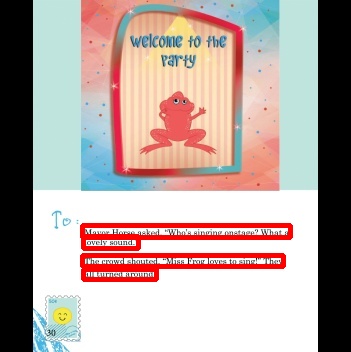 Welcome to the
Party
To:
Mayor Horse asked, "Who's singing onstage? What a
lovely sound.
The crowd shouted, "Miss Frog loves to sing!" They
all turned around
30